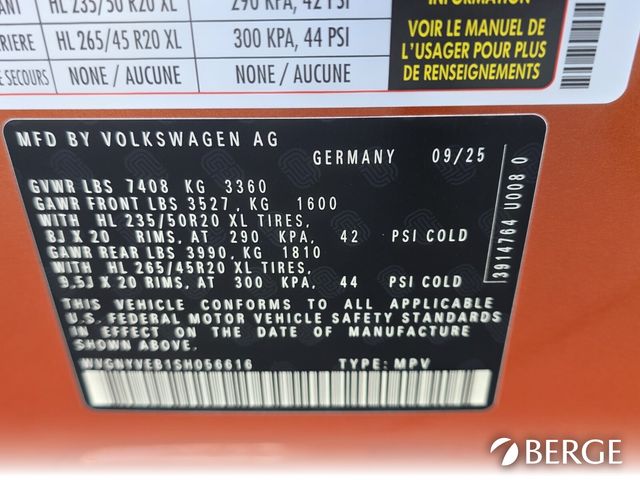 ANT HL 235/50 R20 XL 290 KPA, 42 PSI
RIERE HL 265/45 R20 XL 300 KPA, 44 PSI
E SECOURS NONE / AUCUNE NONE / AUCUNE
VOIR LE MANUEL DE
L'USAGER POUR PLUS
DE RENSEIGNEMENTS
MFD BY VOLKSWAGEN AG
GERMANY 09/25
GVWR LBS 7408 KG 3360
GAWR FRONT LBS 3527, KG 1600
WITH HL 235/50R20 XL TIRES,
8J X 20 RIMS, AT 290 KPA, 42 PSI COLD
GAWR REAR LBS 3990, KG 1810
WITH HL 265/45R20 XL TIRES,
9,5J X 20 RIMS, AT 300 KPA, 44 PSI COLD
THIS VEHICLE CONFORMS TO ALL APPLICABLE
U.S. FEDERAL MOTOR VEHICLE SAFETY STANDARDS
IN EFFECT ON THE DATE OF MANUFACTURE
SHOWN ABOVE.
WVGNYVEB1SH056616 TYPE: MPV
3914764 U008 0
BERGE